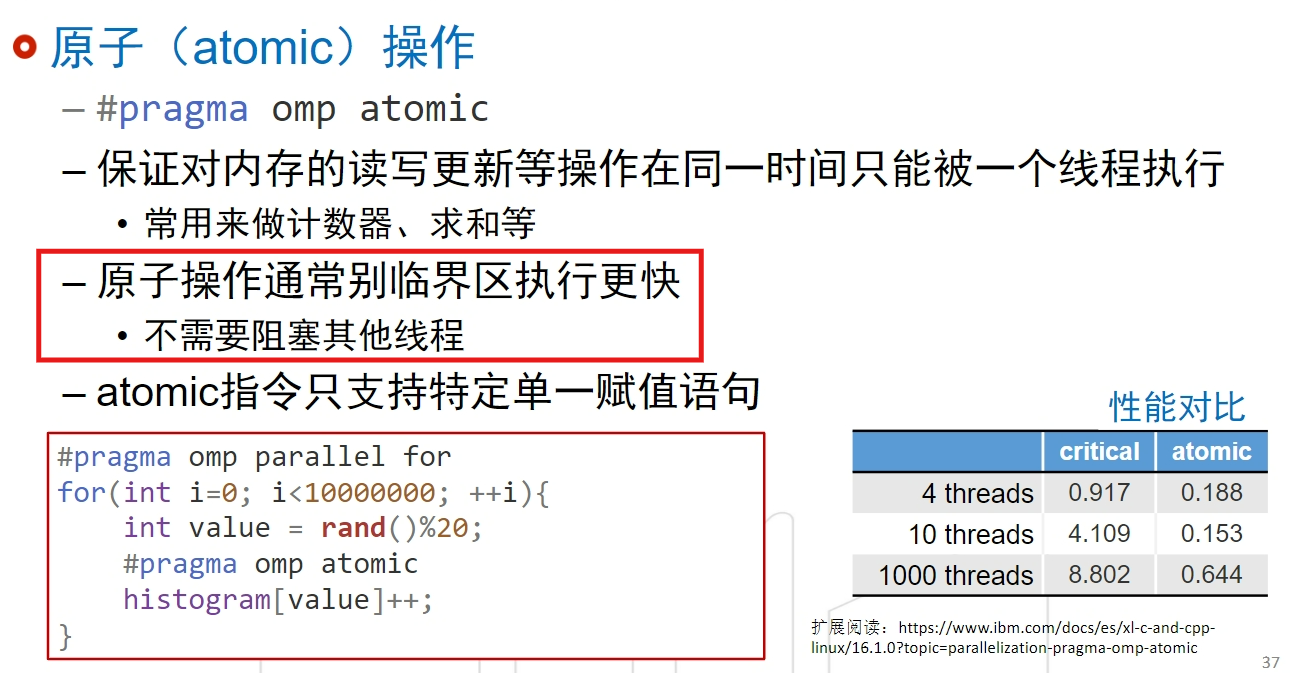 原子（atomic）操作
– #pragma omp atomic
– 保证对内存的读写更新等操作在同一时间只能被一个线程执行
• 常用来做计数器、求和等
– 原子操作通常别临界区执行更快
• 不需要阻塞其他线程
– atomic指令只支持特定单一赋值语句
#pragma omp parallel for
for(int i=0; i<10000000; ++i){
int value = rand()%20;
#pragma omp atomic
histogram[value]++;
}
性能对比
critical atomic
4 threads 0.917 0.188
10 threads 4.109 0.153
1000 threads 8.802 0.644
扩展阅读：https://www.ibm.com/docs/es/xl-c-and-cpp-
linux/16.1.0?topic=parallelization-pragma-omp-atomic
37